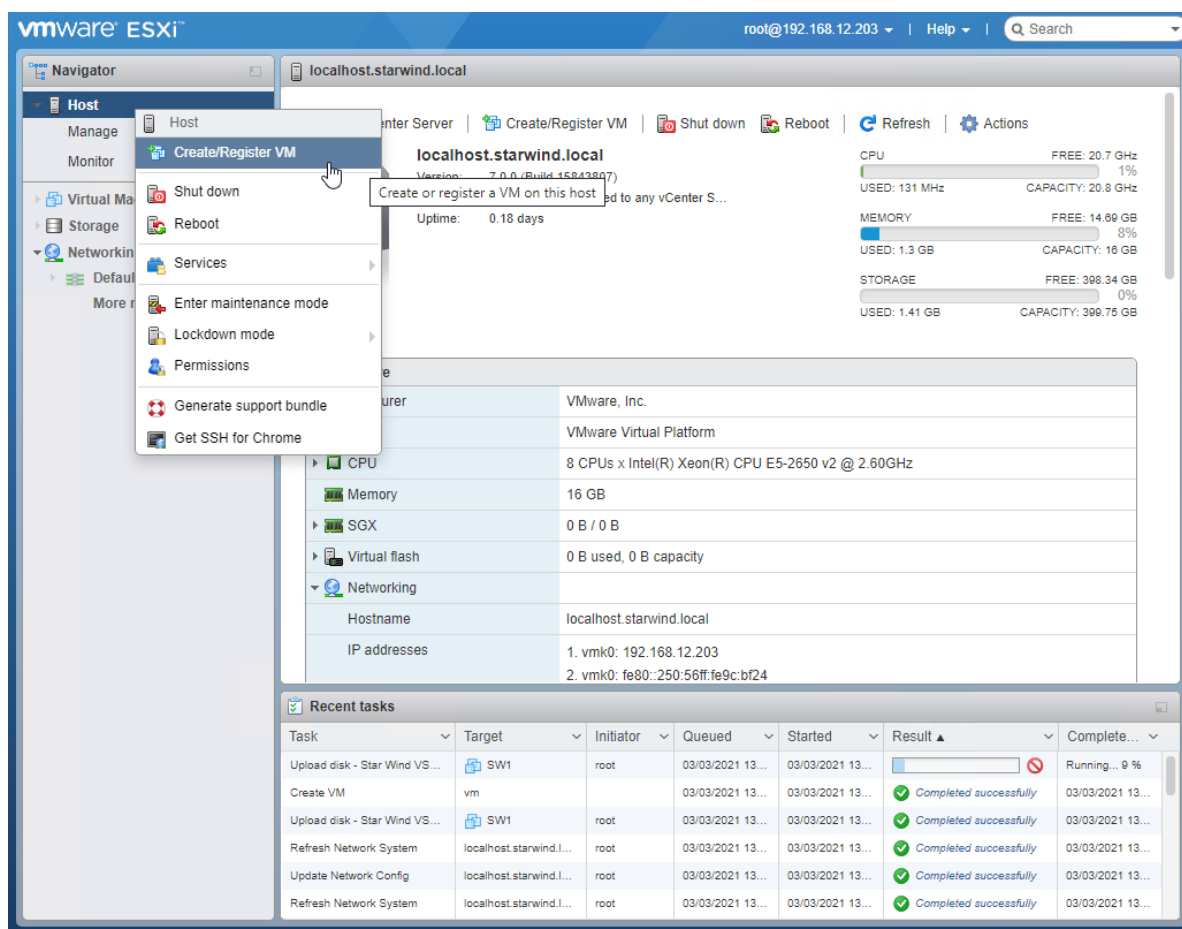 vmware ESXi™
root@192.168.12.203 | Help | Search
Navigator
Host
Manage
Monitor
Virtual Ma
Storage
Networkin
Defaul
More
Host
Create/Register VM
Shut down
Reboot
Services
Enter maintenance mode
Lockdown mode
Permissions
Generate support bundle
Get SSH for Chrome
Create or register a VM on this host
localhost.starwind.local
enter Server | Create/Register VM | Shut down Reboot | Refresh | Actions
localhost.starwind.local
Version: 7.0.0 (Build 15843807)
ed to any vCenter S...
Uptime: 0.18 days
CPU FREE: 20.7 GHz
1%
USED: 131 MHz CAPACITY: 20.8 GHz
MEMORY FREE: 14.69 GB
8%
USED: 1.3 GB CAPACITY: 16 GB
STORAGE FREE: 398.34 GB
0%
USED: 1.41 GB CAPACITY: 399.75 GB
e
urer VMware, Inc.
VMware Virtual Platform
CPU 8 CPUs x Intel(R) Xeon(R) CPU E5-2650 v2 @ 2.60GHz
Memory 16 GB
SGX 0 B / 0 B
Virtual flash 0 B used, 0 B capacity
Networking
Hostname localhost.starwind.local
IP addresses 1. vmk0: 192.168.12.203
2. vmk0: fe80::250:56ff:fe9c:bf24
Recent tasks
Task Target Initiator Queued Started Result Complete...
Upload disk - Star Wind VS... SW1 root 03/03/2021 13... 03/03/2021 13... Running... 9 %
Create VM vm 03/03/2021 13... 03/03/2021 13... Completed successfully 03/03/2021 13...
Upload disk - Star Wind VS... SW1 root 03/03/2021 13... 03/03/2021 13... Completed successfully 03/03/2021 13...
Refresh Network System localhost.starwind.l... root 03/03/2021 13... 03/03/2021 13... Completed successfully 03/03/2021 13...
Update Network Config localhost.starwind.l... root 03/03/2021 13... 03/03/2021 13... Completed successfully 03/03/2021 13...
Refresh Network System localhost.starwind.l... root 03/03/2021 13... 03/03/2021 13... Completed successfully 03/03/2021 13...